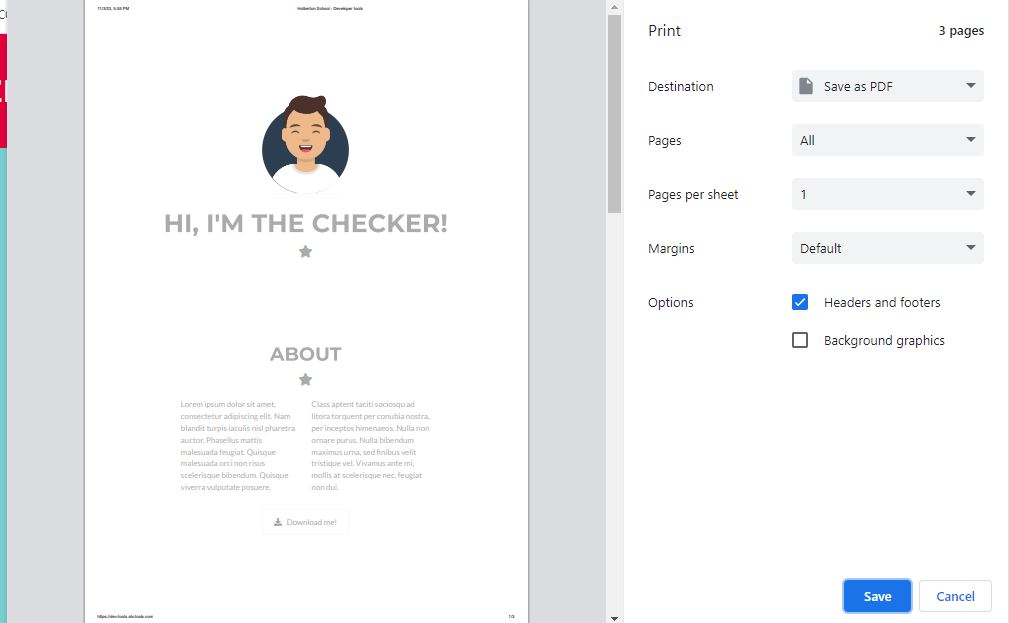 11/3/23, 5:55 PM
Holberton School - Developer tools
HI, I'M THE CHECKER!
ABOUT
Lorem ipsum dolor sit amet,
consectetur adipiscing elit. Nam
blandit turpis iaculis nisl pharetra
auctor. Phasellus mattis
malesuada feugiat. Quisque
malesuada orci non risus
scelerisque bibendum. Quisque
viverra vulputate posuere.
Class aptent taciti sociosqu ad
litora torquent per conubia nostra,
per inceptos himenaeos. Nulla non
ornare purus. Nulla bibendum
maximus urna, sed finibus velit
tristique vel. Vivamus ante mi,
mollis at scelerisque nec, feugiat
non dui.
Download me!
https://dev-tools.alx-tools.com
1/3
Print
3 pages
Destination
Save as PDF
Pages
All
Pages per sheet
1
Margins
Default
Options
Headers and footers
Background graphics
Save
Cancel